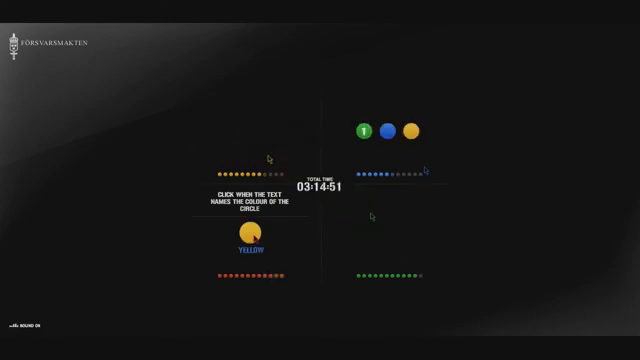 FÖRSVARSMAKTEN
1
TOTAL TIME
03:14:51
CLICK WHEN THE TEXT
NAMES THE COLOUR OF THE
CIRCLE
YELLOW
SOUND ON